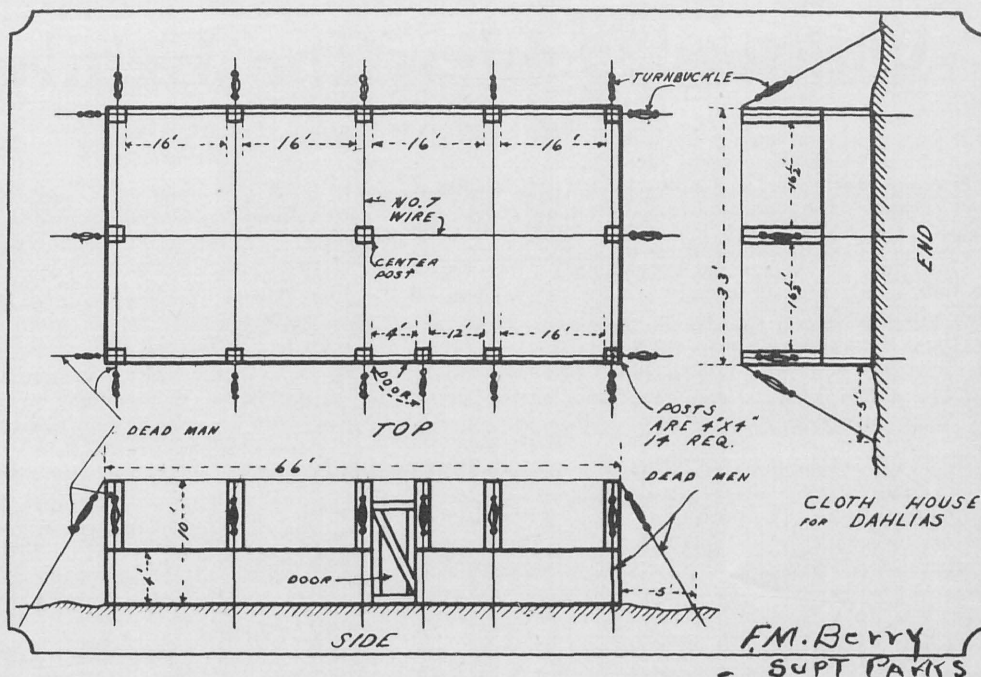 TURNBUCKLE
16' 16' 16' 16'
NO. 7
WIRE
CENTER
POST
4' 12' 16'
DOOR
POSTS
ARE 4"X4"
14 REQ.
TOP
DEAD MAN
33'
16½'
16½'
END
5'
CLOTH HOUSE
FOR DAHLIAS
66'
DEAD MEN
10'
4'
DOOR
5'
SIDE
F.M. Berry
SUPT PARKS